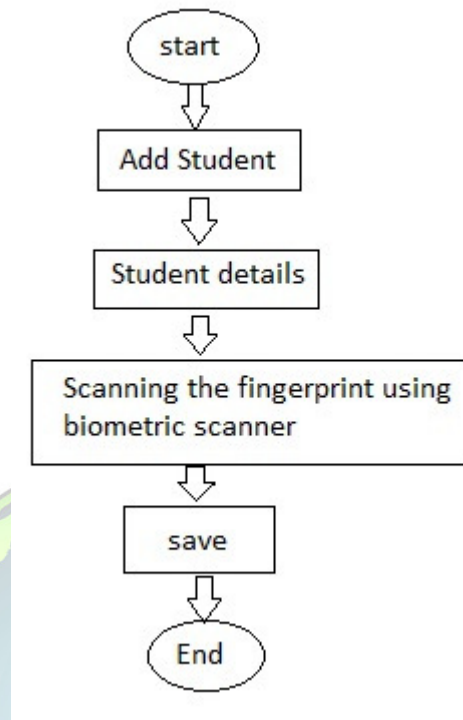 start
Add Student
Student details
Scanning the fingerprint using
biometric scanner
save
End